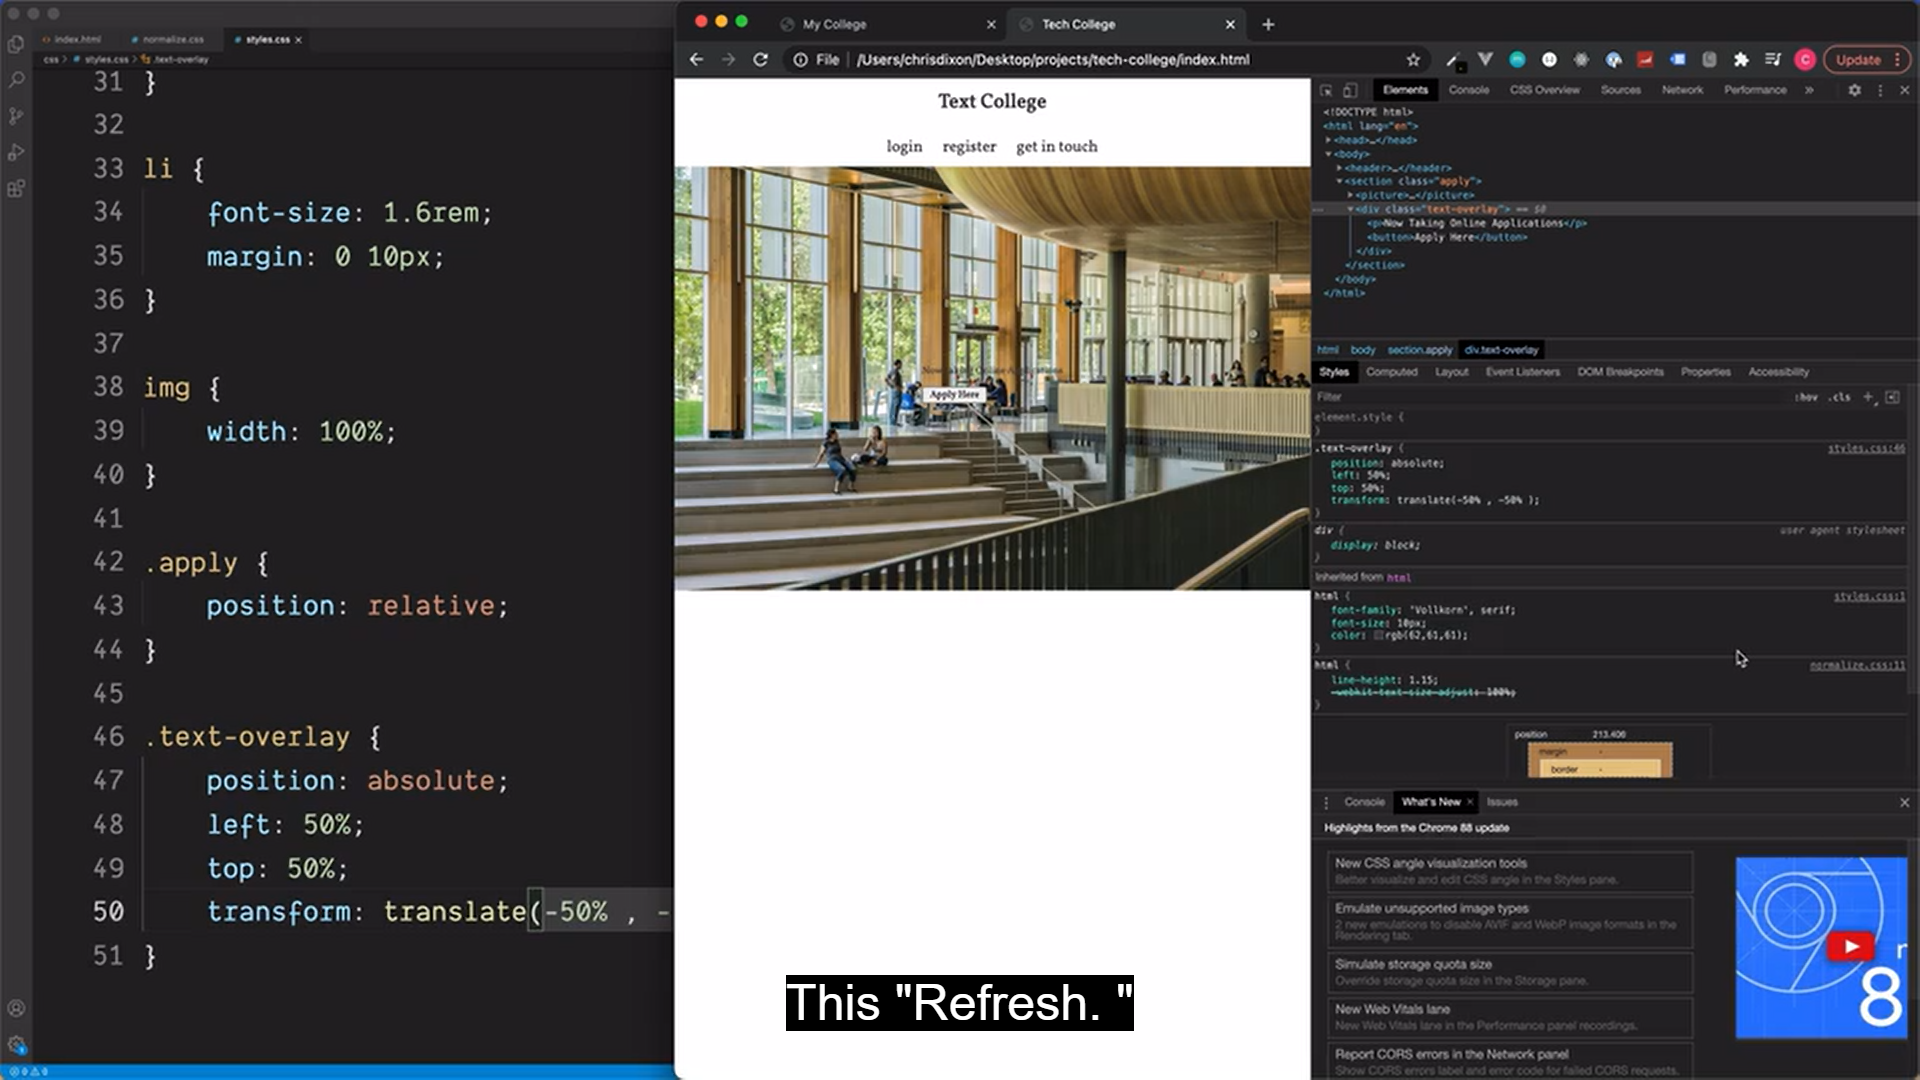 index.html
normalize.css
styles.css
css > styles.css > .text-overlay
31 }
32
33 li {
34 font-size: 1.6rem;
35 margin: 0 10px;
36 }
37
38 img {
39 width: 100%;
40 }
41
42 .apply {
43 position: relative;
44 }
45
46 .text-overlay {
47 position: absolute;
48 left: 50%;
49 top: 50%;
50 transform: translate(-50% , -
51 }
My College
Tech College
File /Users/chrisdixon/Desktop/projects/tech-college/index.html
C
Update
Text College
login register get in touch
Now Taking Online Applications
Apply Here
Elements Console CSS Overview Sources Network Performance »
<!DOCTYPE html>
<html lang="en">
<head>…</head>
<body>
<header>…</header>
<section class="apply">
<picture>…</picture>
<div class="text-overlay"> == $0
<p>Now Taking Online Applications</p>
<button>Apply Here</button>
</div>
</section>
</body>
</html>
html body section.apply div.text-overlay
Styles Computed Layout Event Listeners DOM Breakpoints Properties Accessibility
Filter :hov .cls +
element.style {
}
.text-overlay { styles.css:46
position: absolute;
left: 50%;
top: 50%;
transform: translate(-50% , -50% );
}
div { user agent stylesheet
display: block;
}
Inherited from html
html { styles.css:1
font-family: 'Vollkorn', serif;
font-size: 10px;
color: rgb(62,61,61);
}
html { normalize.css:11
line-height: 1.15;
-webkit-text-size-adjust: 100%;
}
position 213.406
margin -
border -
Console What's New Issues
Highlights from the Chrome 88 update
New CSS angle visualization tools
Better visualize and edit CSS angle in the Styles pane.
Emulate unsupported image types
2 new emulations to disable AVIF and WebP image formats in the
Rendering tab.
Simulate storage quota size
Override storage quota size in the Storage pane.
New Web Vitals lane
New Web Vitals lane in the Performance panel recordings.
Report CORS errors in the Network panel
Show CORS errors label and error code for failed CORS requests.
8
This "Refresh. "
0 0